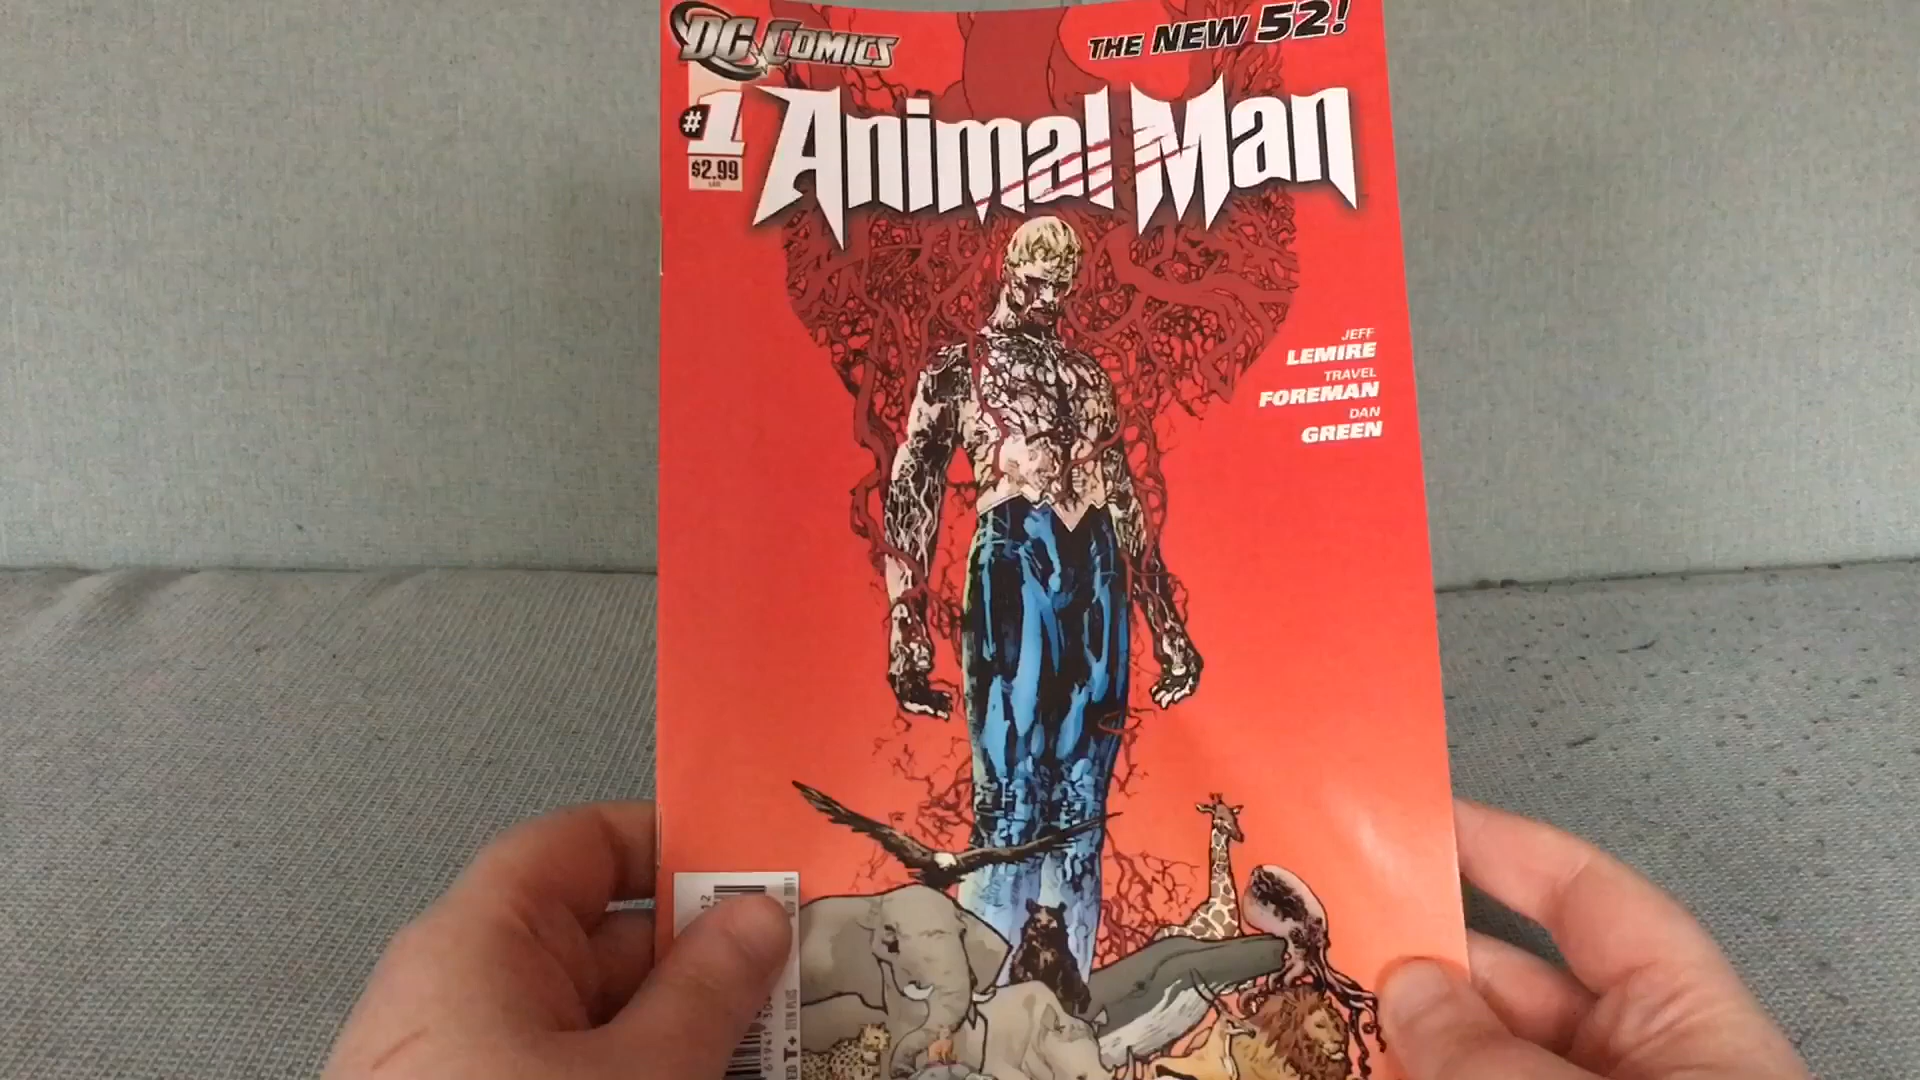 DC COMICS
THE NEW 52!
#1
$2.99
ANIMAL MAN
JEFF
LEMIRE
TRAVEL
FOREMAN
DAN
GREEN